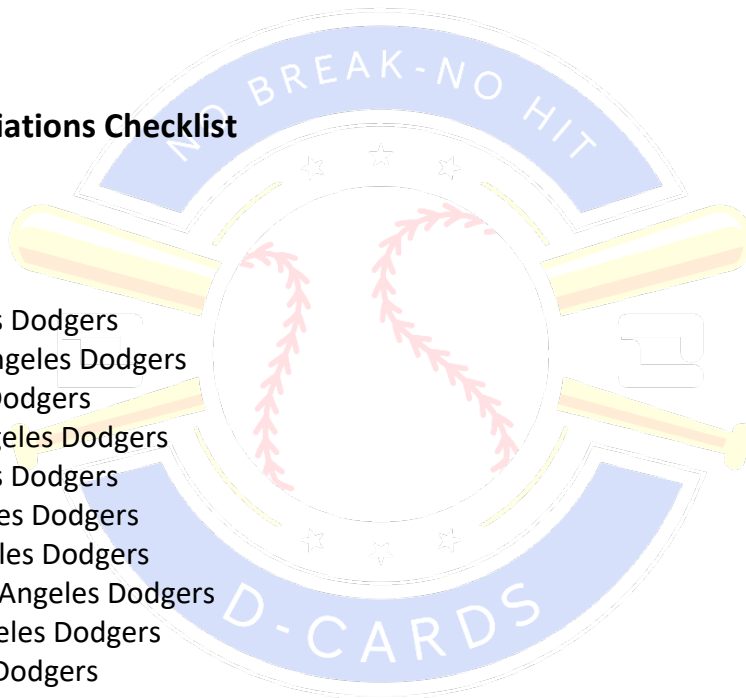 NO BREAK-NO HIT
iations Checklist
s Dodgers
ngeles Dodgers
Dodgers
geles Dodgers
s Dodgers
es Dodgers
les Dodgers
Angeles Dodgers
eles Dodgers
Dodgers
D-CARDS